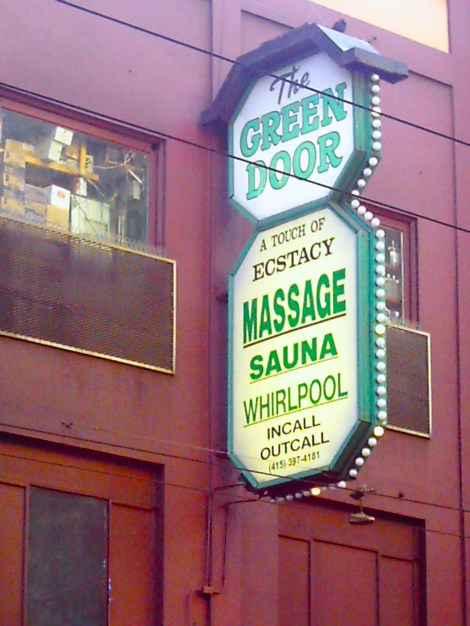 The
GREEN
DOOR
A TOUCH OF
ECSTACY
MASSAGE
SAUNA
WHIRLPOOL
INCALL
OUTCALL
(415)-397-4181